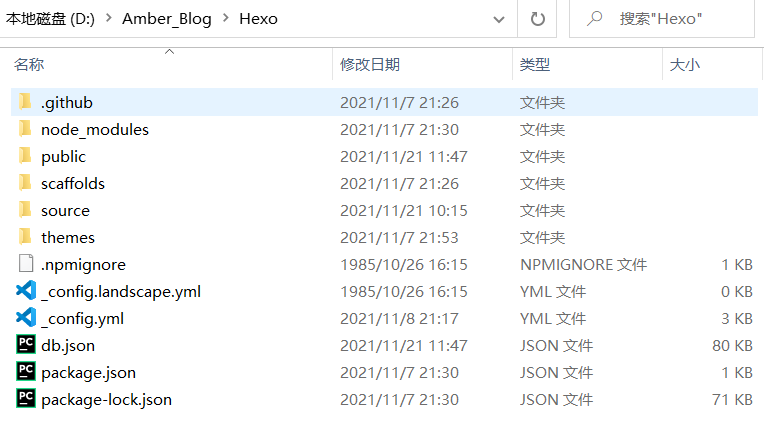 本地磁盘 (D:) › Amber_Blog › Hexo 搜索"Hexo"
名称 修改日期 类型 大小
.github 2021/11/7 21:26 文件夹
node_modules 2021/11/7 21:30 文件夹
public 2021/11/21 11:47 文件夹
scaffolds 2021/11/7 21:26 文件夹
source 2021/11/21 10:15 文件夹
themes 2021/11/7 21:53 文件夹
.npmignore 1985/10/26 16:15 NPMIGNORE 文件 1 KB
_config.landscape.yml 1985/10/26 16:15 YML 文件 0 KB
_config.yml 2021/11/8 21:17 YML 文件 3 KB
PC db.json 2021/11/21 11:47 JSON 文件 80 KB
PC package.json 2021/11/7 21:30 JSON 文件 1 KB
PC package-lock.json 2021/11/7 21:30 JSON 文件 71 KB